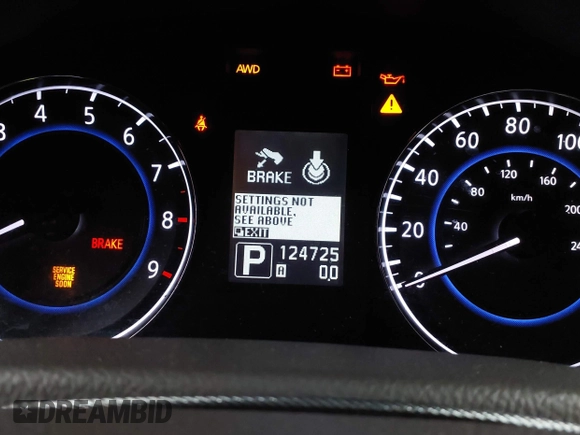 AWD
BRAKE
SETTINGS NOT
AVAILABLE.
SEE ABOVE
EXIT
P
124725
A 0.0
3 4 5 6 7 8 9
BRAKE
SERVICE
ENGINE
SOON
0 20 40 60 80 100
40 80 120 160 200
km/h
DREAMBID